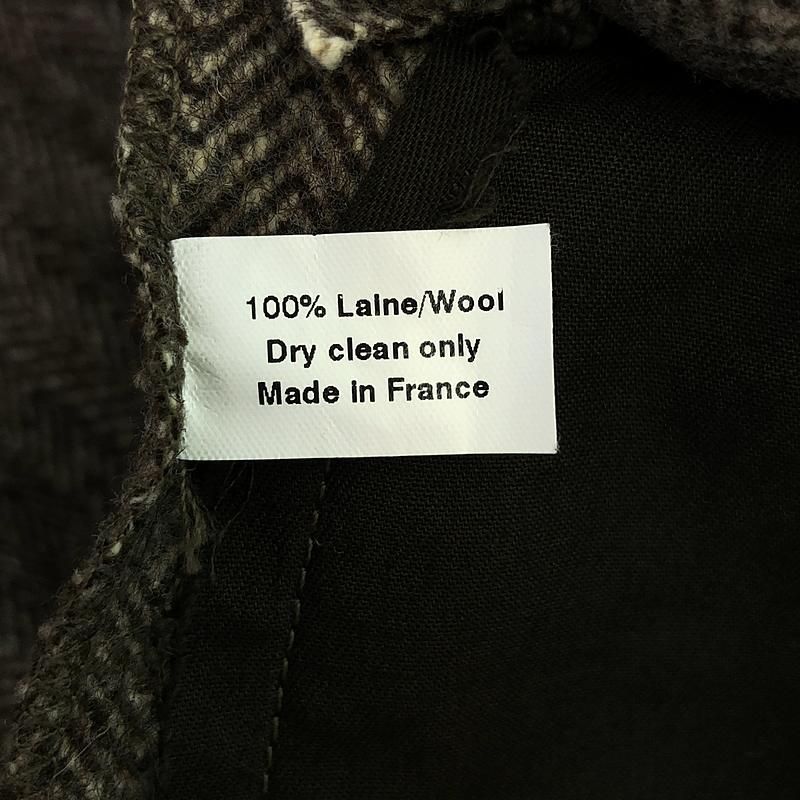 100% Laine/Wool
Dry clean only
Made in France